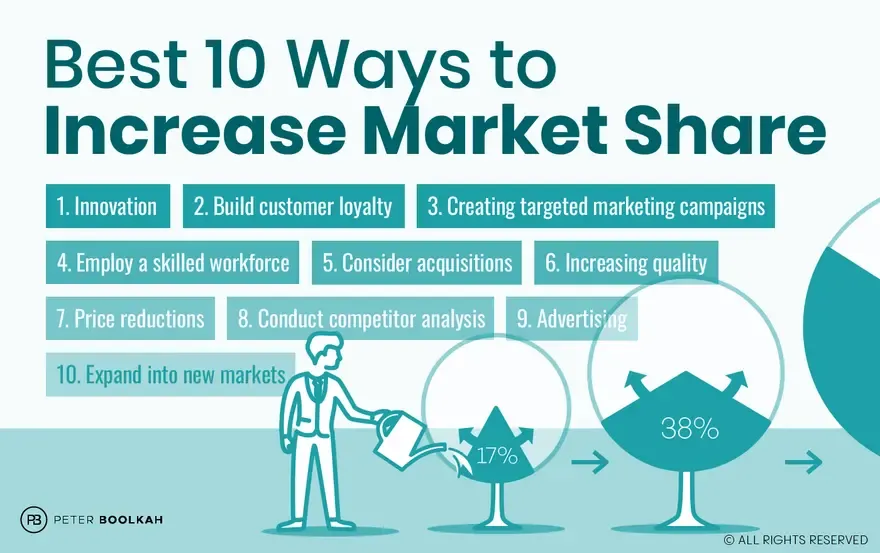 Best 10 Ways to
Increase Market Share
1. Innovation 2. Build customer loyalty 3. Creating targeted marketing campaigns
4. Employ a skilled workforce 5. Consider acquisitions 6. Increasing quality
7. Price reductions 8. Conduct competitor analysis 9. Advertising
10. Expand into new markets
17% 38%
PB PETER BOOLKAH
© ALL RIGHTS RESERVED